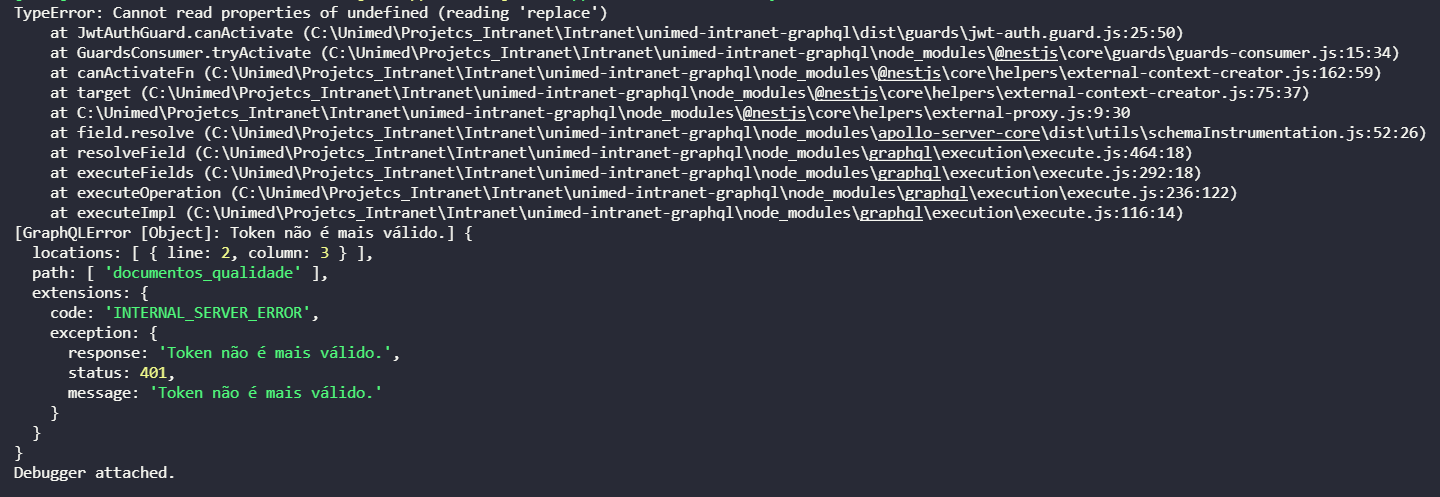 TypeError: Cannot read properties of undefined (reading 'replace')
    at JwtAuthGuard.canActivate (C:\Unimed\Projetcs_Intranet\Intranet\unimed-intranet-graphql\dist\guards\jwt-auth.guard.js:25:50)
    at GuardsConsumer.tryActivate (C:\Unimed\Projetcs_Intranet\Intranet\unimed-intranet-graphql\node_modules\@nestjs\core\guards\guards-consumer.js:15:34)
    at canActivateFn (C:\Unimed\Projetcs_Intranet\Intranet\unimed-intranet-graphql\node_modules\@nestjs\core\helpers\external-context-creator.js:162:59)
    at target (C:\Unimed\Projetcs_Intranet\Intranet\unimed-intranet-graphql\node_modules\@nestjs\core\helpers\external-context-creator.js:75:37)
    at C:\Unimed\Projetcs_Intranet\Intranet\unimed-intranet-graphql\node_modules\@nestjs\core\helpers\external-proxy.js:9:30
    at field.resolve (C:\Unimed\Projetcs_Intranet\Intranet\unimed-intranet-graphql\node_modules\apollo-server-core\dist\utils\schemaInstrumentation.js:52:26)
    at resolveField (C:\Unimed\Projetcs_Intranet\Intranet\unimed-intranet-graphql\node_modules\graphql\execution\execute.js:464:18)
    at executeFields (C:\Unimed\Projetcs_Intranet\Intranet\unimed-intranet-graphql\node_modules\graphql\execution\execute.js:292:18)
    at executeOperation (C:\Unimed\Projetcs_Intranet\Intranet\unimed-intranet-graphql\node_modules\graphql\execution\execute.js:236:122)
    at executeImpl (C:\Unimed\Projetcs_Intranet\Intranet\unimed-intranet-graphql\node_modules\graphql\execution\execute.js:116:14)
[GraphQLError [Object]: Token não é mais válido.] {
  locations: [ { line: 2, column: 3 } ],
  path: [ 'documentos_qualidade' ],
  extensions: {
    code: 'INTERNAL_SERVER_ERROR',
    exception: {
      response: 'Token não é mais válido.',
      status: 401,
      message: 'Token não é mais válido.'
    }
  }
}
Debugger attached.